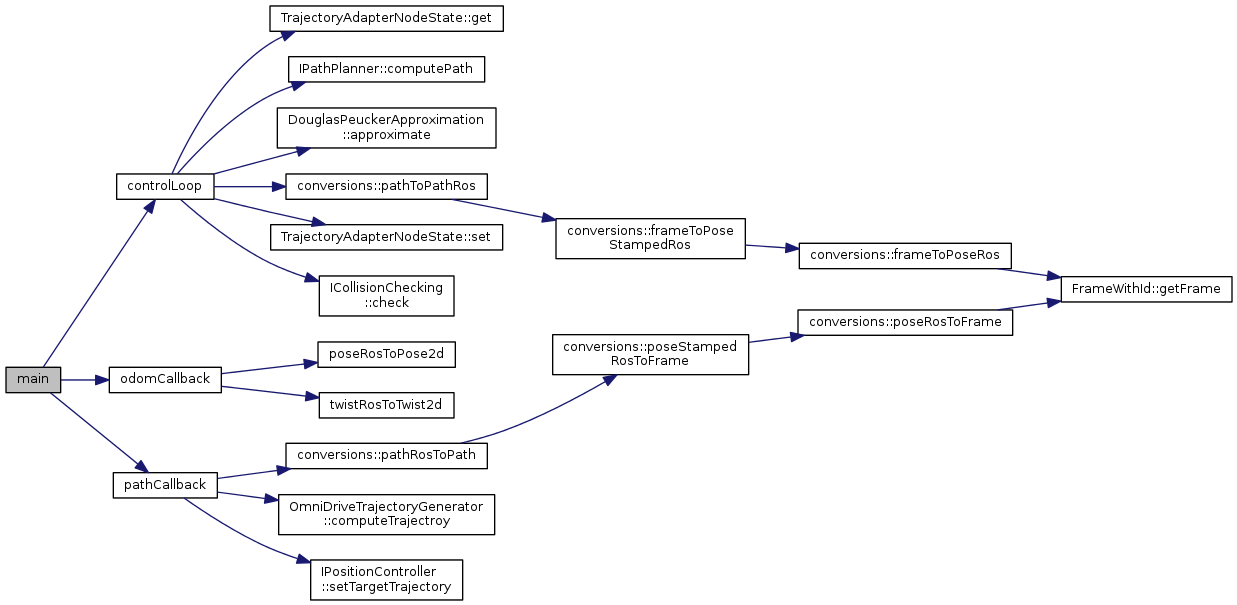 TrajectoryAdapterNodeState::get
IPathPlanner::computePath
DouglasPeuckerApproximation
::approximate
controlLoop
conversions::pathToPathRos
TrajectoryAdapterNodeState::set
conversions::frameToPose
StampedRos
conversions::frameToPoseRos
FrameWithId::getFrame
ICollisionChecking
::check
conversions::poseRosToFrame
main
odomCallback
poseRosToPose2d
conversions::poseStamped
RosToFrame
twistRosToTwist2d
conversions::pathRosToPath
pathCallback
OmniDriveTrajectoryGenerator
::computeTrajectroy
IPositionController
::setTargetTrajectory